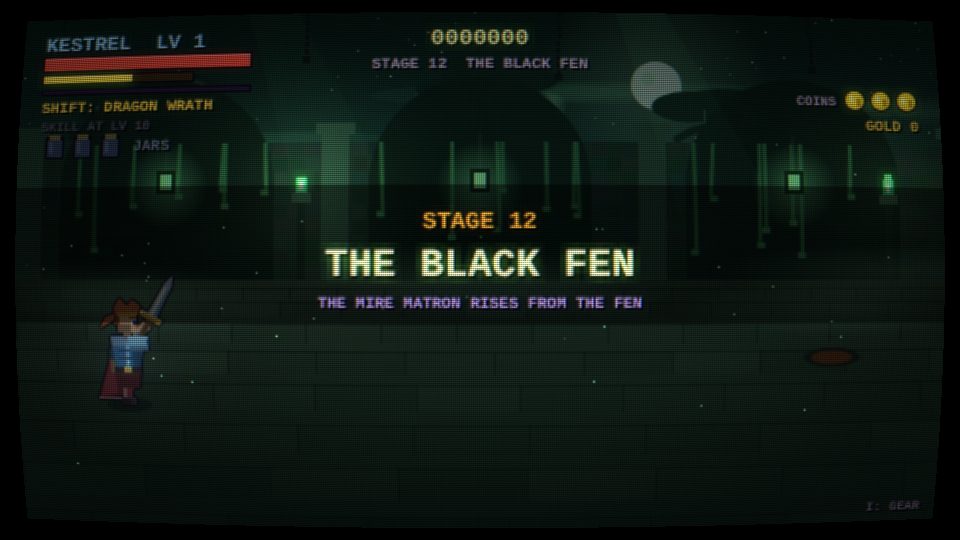 KESTREL LV 1
0000000
STAGE 12 THE BLACK FEN
COINS
GOLD 0
SHIFT: DRAGON WRATH
SKILL AT LV 10
JARS
STAGE 12
THE BLACK FEN
THE MIRE MATRON RISES FROM THE FEN
I: GEAR